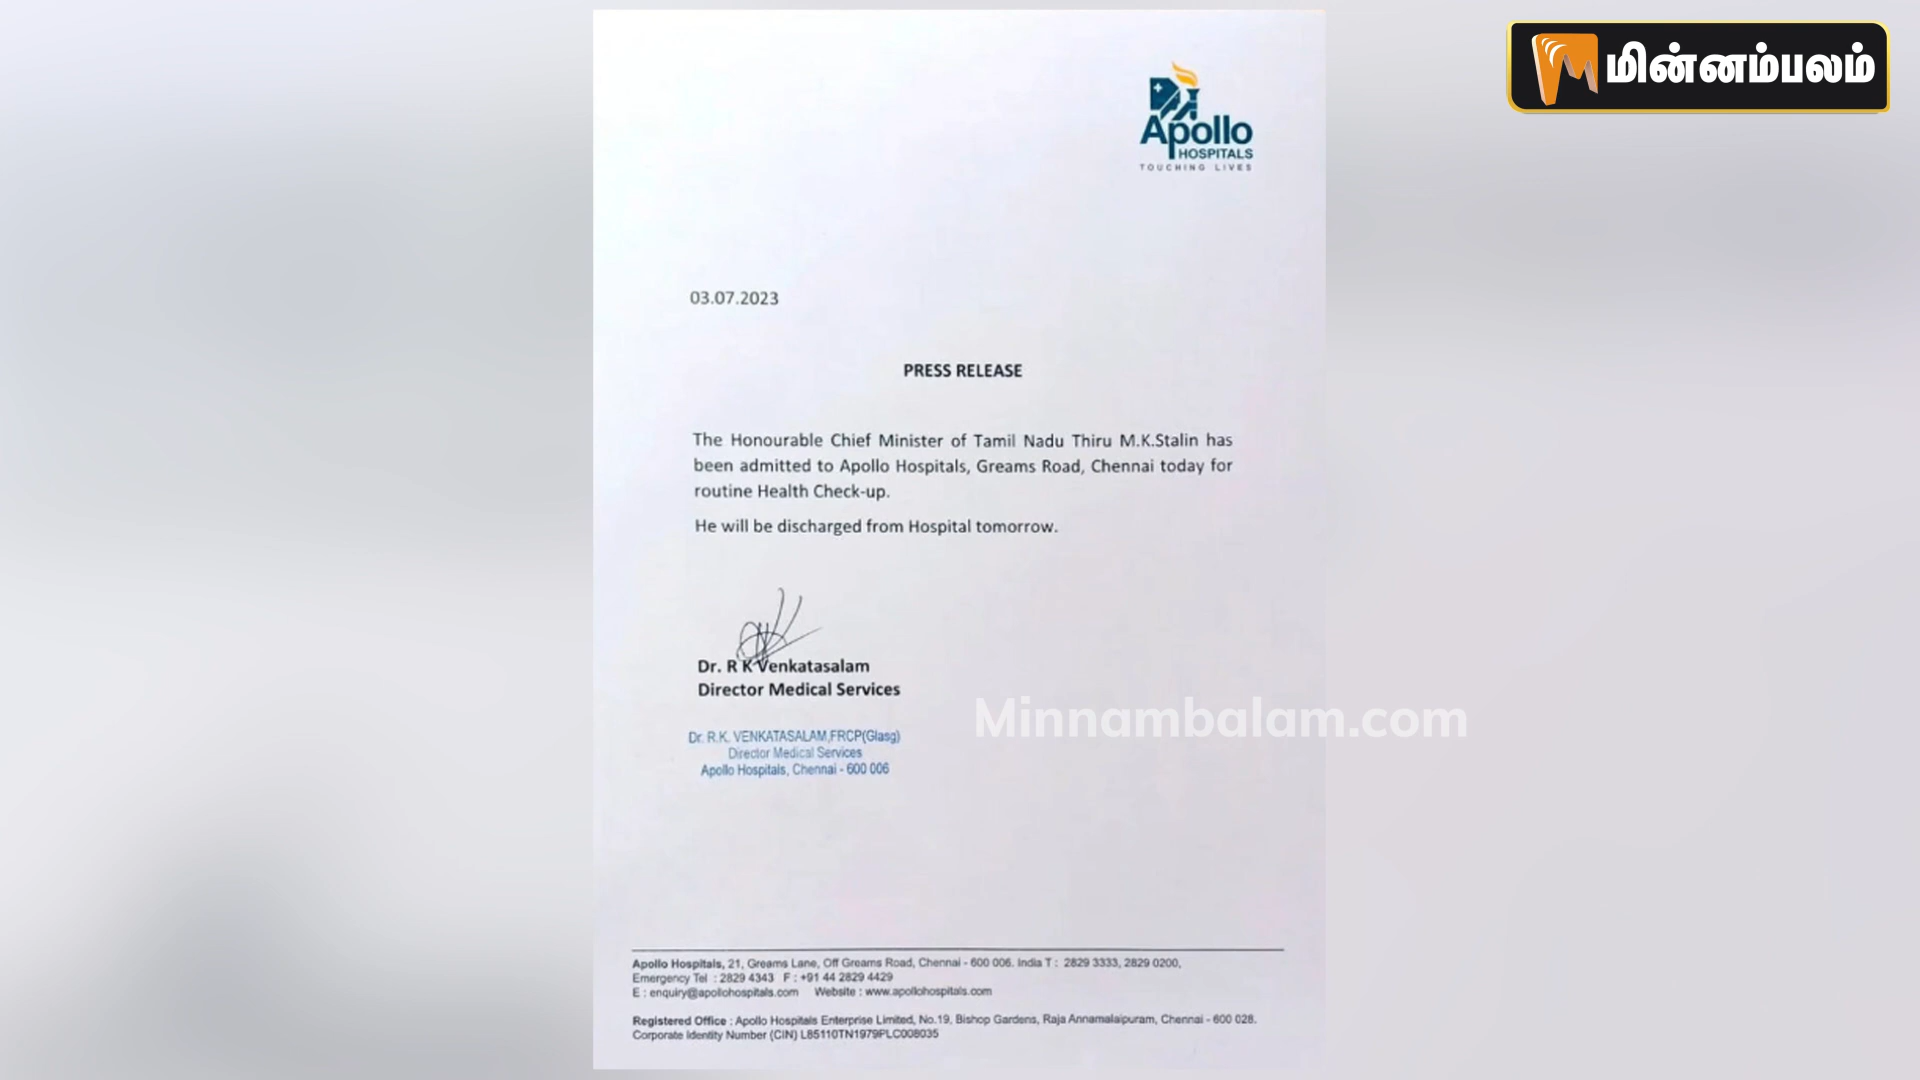 மின்னம்பலம்
Apollo
HOSPITALS
TOUCHING LIVES
03.07.2023
PRESS RELEASE
The Honourable Chief Minister of Tamil Nadu Thiru M.K.Stalin has
been admitted to Apollo Hospitals, Greams Road, Chennai today for
routine Health Check-up.
He will be discharged from Hospital tomorrow.
Dr. R K Venkatasalam
Director Medical Services
Minnambalam.com
Dr. R.K. VENKATASALAM,FRCP(Glasg)
Director Medical Services
Apollo Hospitals, Chennai - 600 006
Apollo Hospitals, 21, Greams Lane, Off Greams Road, Chennai - 600 006. India T : 2829 3333, 2829 0200,
Emergency Tel : 2829 4343 F : +91 44 2829 4429
E : enquiry@apollohospitals.com Website : www.apollohospitals.com
Registered Office : Apollo Hospitals Enterprise Limited, No.19, Bishop Gardens, Raja Annamalaipuram, Chennai - 600 028.
Corporate Identity Number (CIN) L85110TN1979PLC008035